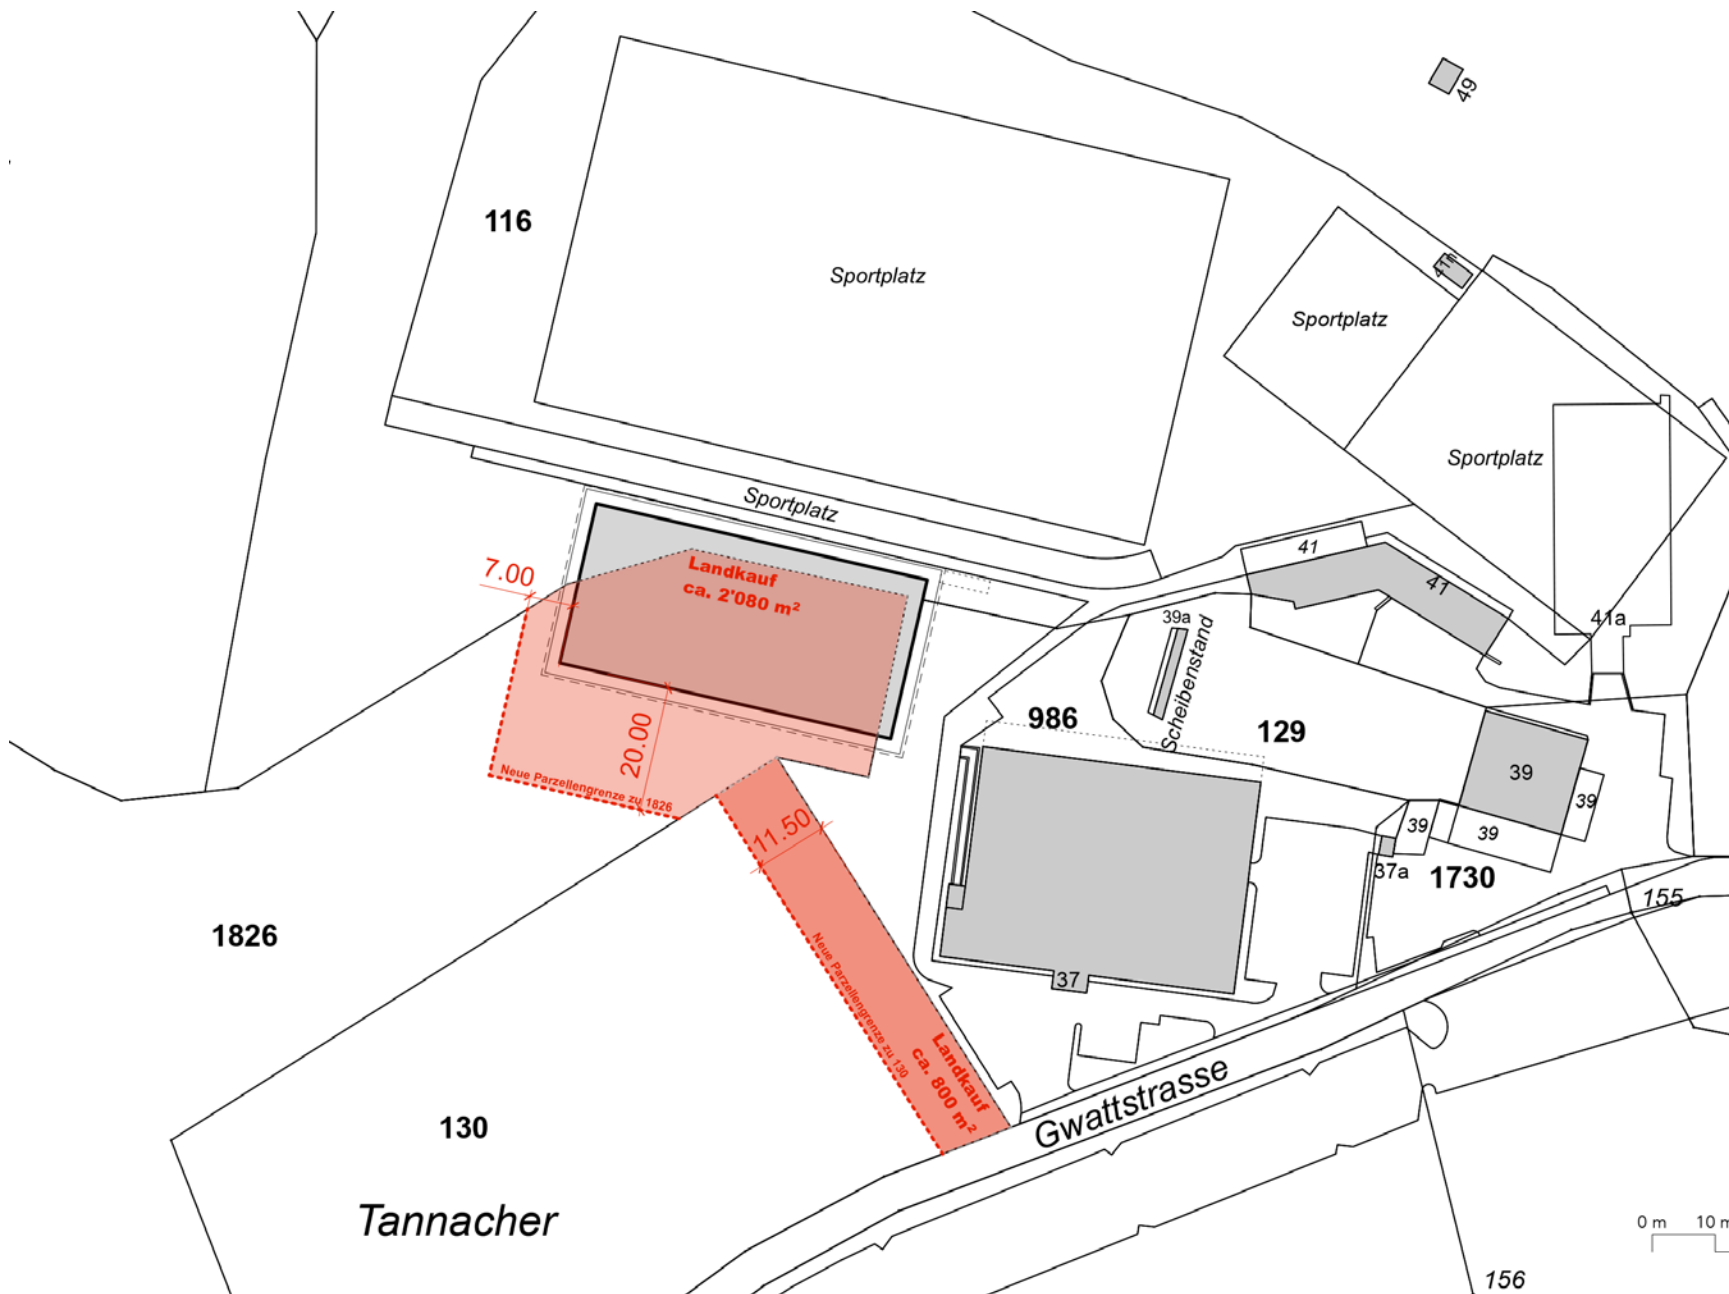 49
116
Sportplatz
41f
Sportplatz
Sportplatz
Sportplatz
41
41
41a
7.00
Landkauf
ca. 2'080 m²
39a
Scheibenstand
986
129
20.00
Neue Parzellengrenze zu 1826
39
39
39
39
11.50
37a
1730
155
1826
Neue Parzellengrenze zu 130
37
Landkauf
ca. 800 m²
Gwattstrasse
130
Tannacher
0 m 10 m
156